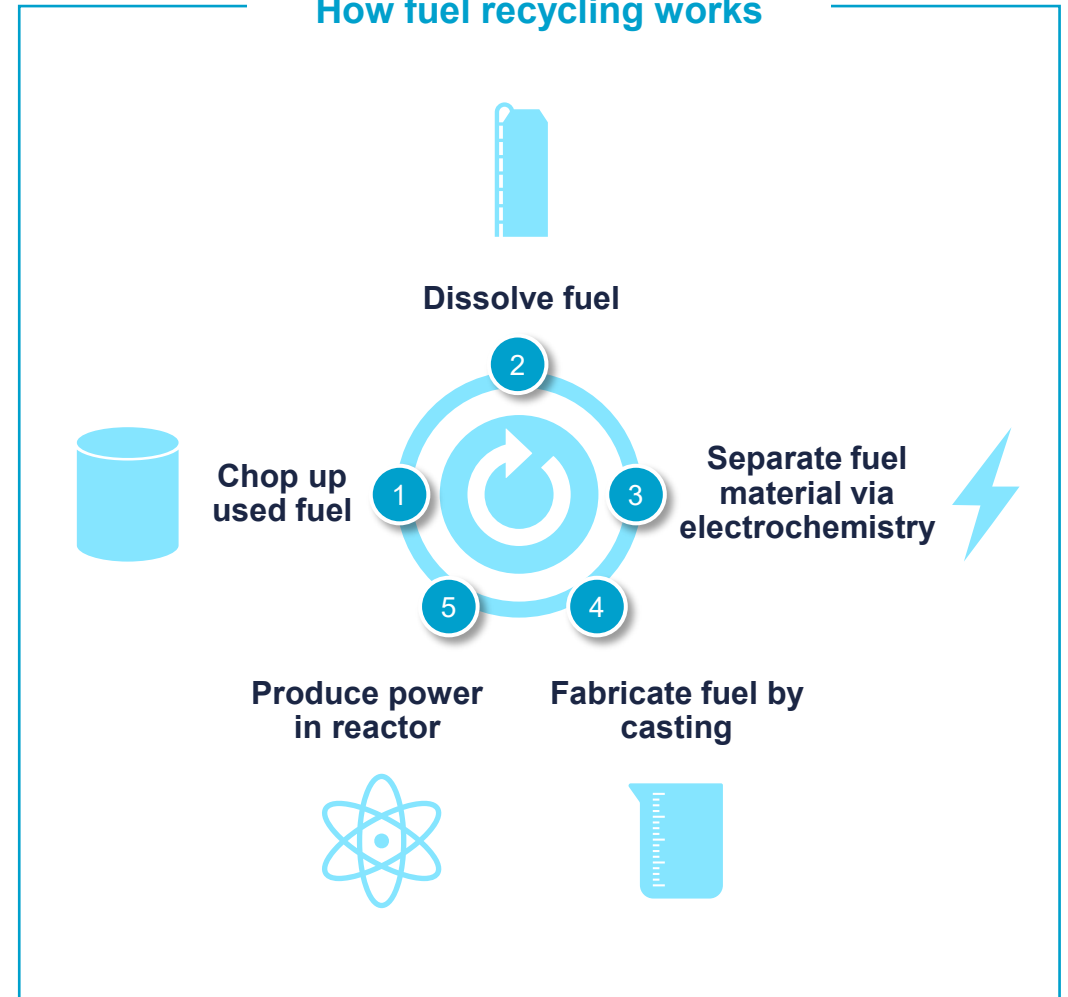 How fuel recycling works
Dissolve fuel
2
Chop up
used fuel
1
3
Separate fuel
material via
electrochemistry
5
4
Produce power
in reactor
Fabricate fuel by
casting